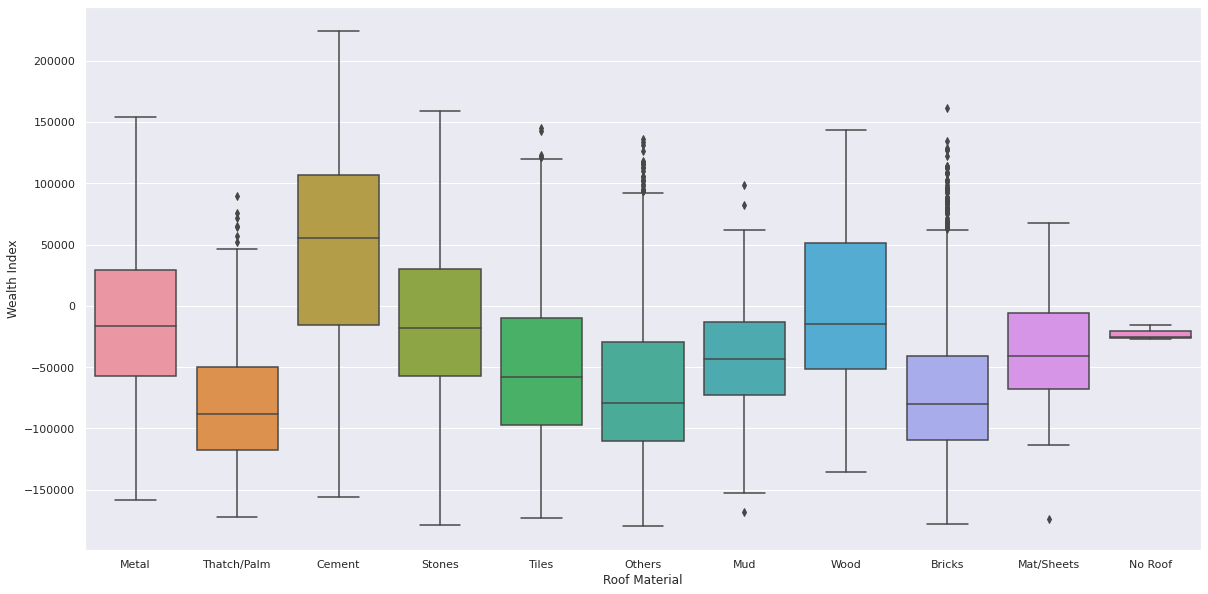 200000
150000
100000
50000
0
−50000
−100000
−150000
Wealth Index
Metal Thatch/Palm Cement Stones Tiles Others Mud Wood Bricks Mat/Sheets No Roof
Roof Material